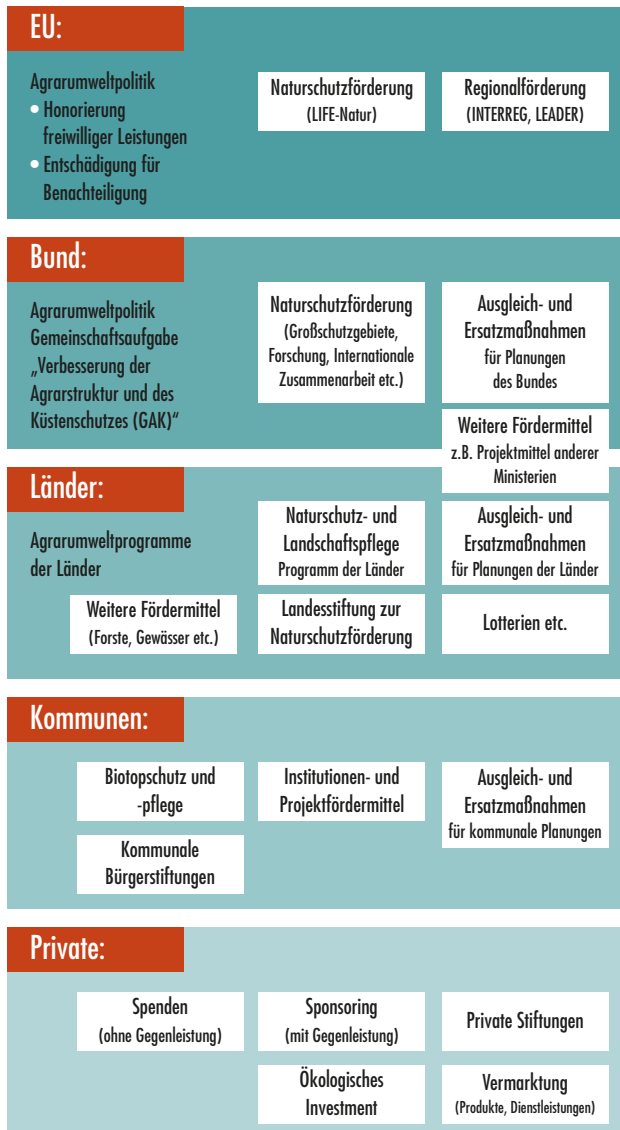 EU:
Agrarumweltpolitik
• Honorierung
freiwilliger Leistungen
• Entschädigung für
Benachteiligung
Naturschutzförderung
(LIFE-Natur)
Regionalförderung
(INTERREG, LEADER)
Bund:
Agrarumweltpolitik
Gemeinschaftsaufgabe
„Verbesserung der
Agrarstruktur und des
Küstenschutzes (GAK)“
Naturschutzförderung
(Großschutzgebiete,
Forschung, Internationale
Zusammenarbeit etc.)
Ausgleich- und
Ersatzmaßnahmen
für Planungen
des Bundes
Weitere Fördermittel
z.B. Projektmittel anderer
Ministerien
Länder:
Agrarumweltprogramme
der Länder
Naturschutz- und
Landschaftspflege
Programm der Länder
Ausgleich- und
Ersatzmaßnahmen
für Planungen der Länder
Weitere Fördermittel
(Forste, Gewässer etc.)
Landesstiftung zur
Naturschutzförderung
Lotterien etc.
Kommunen:
Biotopschutz und
-pflege
Institutionen- und
Projektfördermittel
Ausgleich- und
Ersatzmaßnahmen
für kommunale Planungen
Kommunale
Bürgerstiftungen
Private:
Spenden
(ohne Gegenleistung)
Sponsoring
(mit Gegenleistung)
Private Stiftungen
Ökologisches
Investment
Vermarktung
(Produkte, Dienstleistungen)